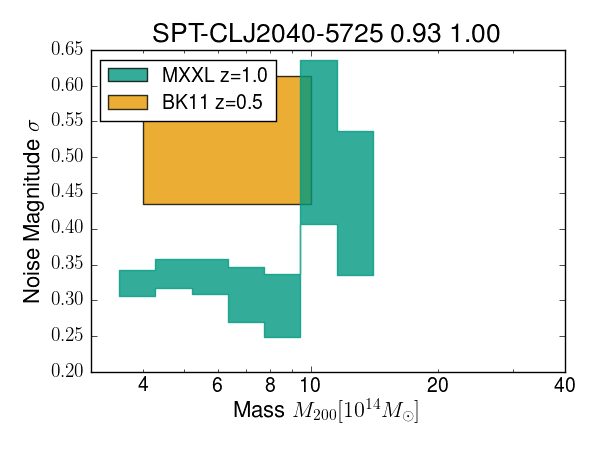 SPT-CLJ2040-5725 0.93 1.00
MXXL z=1.0
BK11 z=0.5
Noise Magnitude σ
0.65
0.60
0.55
0.50
0.45
0.40
0.35
0.30
0.25
0.20
4 6 8 10 20 40
Mass M₂₀₀[10¹⁴M☉]